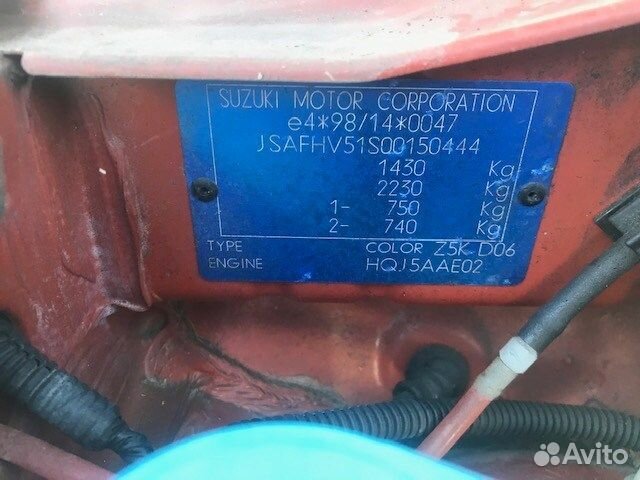 SUZUKI MOTOR CORPORATION
e4*98/14*0047
JSAFHV51S00150444
1430 Kg
2230 Kg
1- 750 Kg
2- 740 Kg
TYPE COLOR Z5K D06
ENGINE HQJ5AAE02
Avito